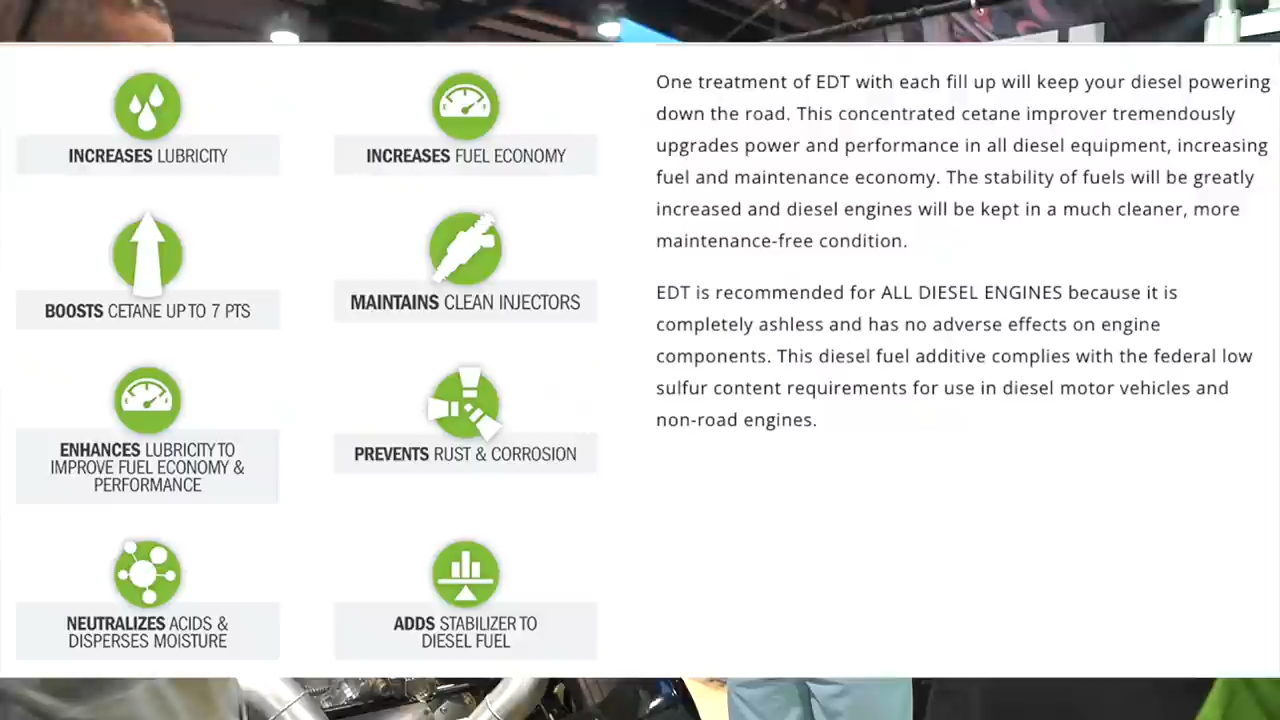 INCREASES LUBRICITY
INCREASES FUEL ECONOMY
BOOSTS CETANE UP TO 7 PTS
MAINTAINS CLEAN INJECTORS
ENHANCES LUBRICITY TO
IMPROVE FUEL ECONOMY &
PERFORMANCE
PREVENTS RUST & CORROSION
NEUTRALIZES ACIDS &
DISPERSES MOISTURE
ADDS STABILIZER TO
DIESEL FUEL
One treatment of EDT with each fill up will keep your diesel powering
down the road. This concentrated cetane improver tremendously
upgrades power and performance in all diesel equipment, increasing
fuel and maintenance economy. The stability of fuels will be greatly
increased and diesel engines will be kept in a much cleaner, more
maintenance-free condition.
EDT is recommended for ALL DIESEL ENGINES because it is
completely ashless and has no adverse effects on engine
components. This diesel fuel additive complies with the federal low
sulfur content requirements for use in diesel motor vehicles and
non-road engines.